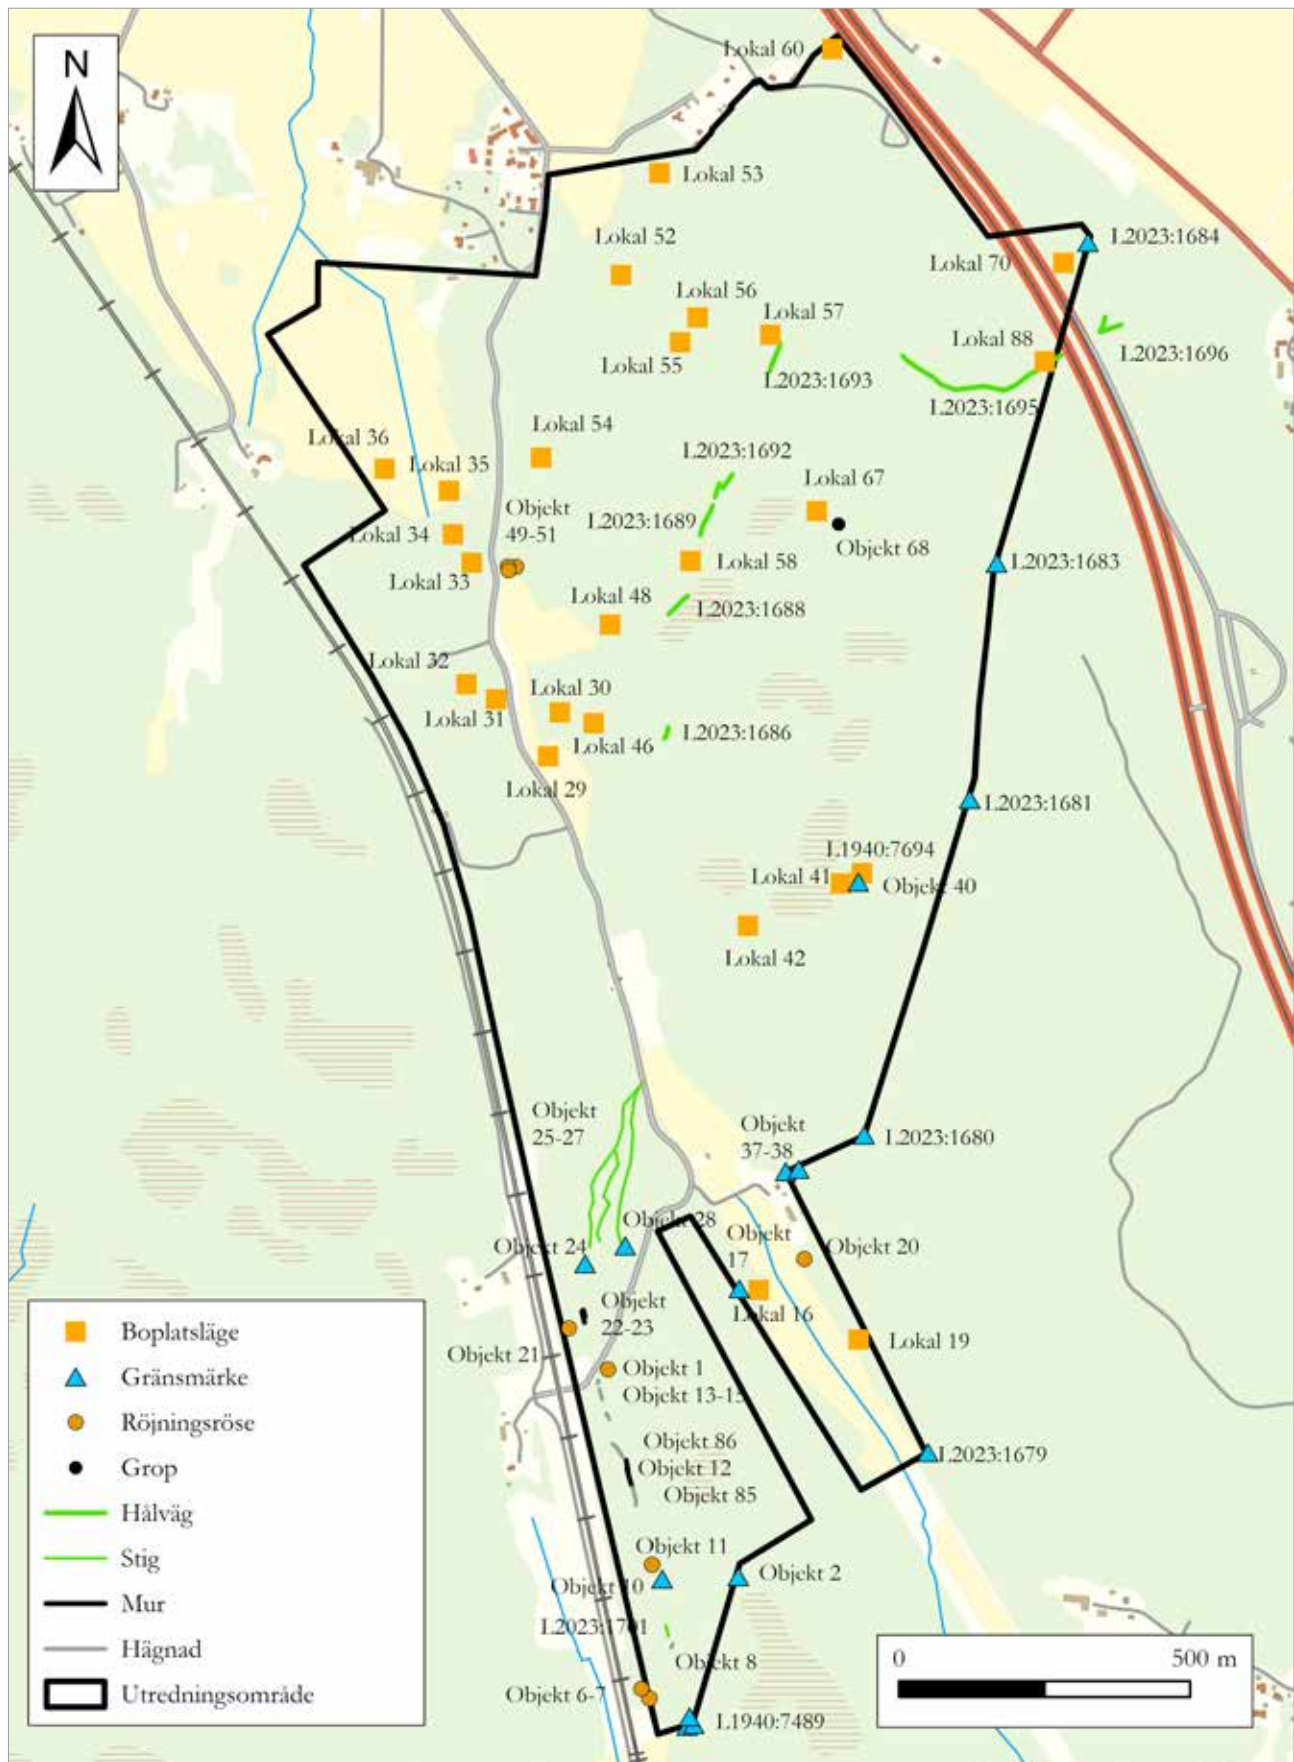 N
Lokal 60
Lokal 53
Lokal 52
L2023:1684
Lokal 70
Lokal 56
Lokal 57
Lokal 88
L2023:1696
Lokal 55
L2023:1693
L2023:1695
Lokal 54
Lokal 36
Lokal 35
L2023:1692
Lokal 67
Objekt
49-51
L2023:1689
Lokal 34
Objekt 68
Lokal 33
Lokal 58
L2023:1683
Lokal 48
L2023:1688
Lokal 32
Lokal 30
Lokal 31
Lokal 46
L2023:1686
Lokal 29
L2023:1681
L1940:7694
Lokal 41
Objekt 40
Lokal 42
Objekt
25-27
Objekt
37-38
L2023:1680
Objekt 28
Objekt 24
Objekt
17
Objekt 20
Objekt
22-23
Lokal 16
Lokal 19
Objekt 21
Objekt 1
Objekt 13-15
Objekt 86
Objekt 12
Objekt 85
L2023:1679
Objekt 11
Objekt 10
Objekt 2
L2023:1701
Objekt 8
Objekt 6-7
L1940:7489
Boplatsläge
Gränsmärke
Röjningsröse
Grop
Hålväg
Stig
Mur
Hägnad
Utredningsområde
0 500 m